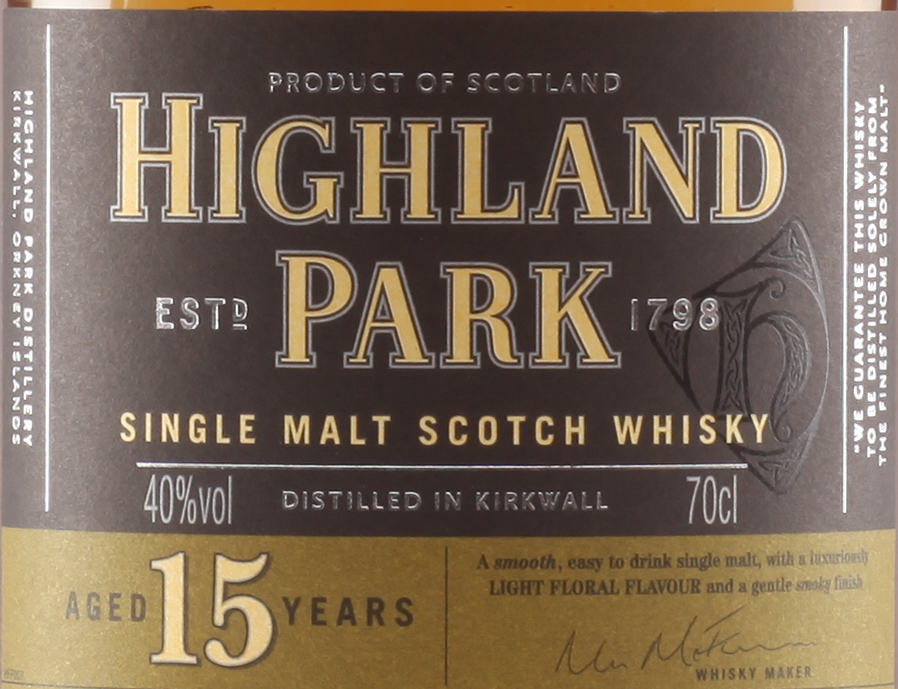 PRODUCT OF SCOTLAND
HIGHLAND
PARK
ESTD 1798
SINGLE MALT SCOTCH WHISKY
40%vol DISTILLED IN KIRKWALL 70cl
AGED 15 YEARS
A smooth, easy to drink single malt, with a luxuriously
LIGHT FLORAL FLAVOUR and a gentle smoky finish
WHISKY MAKER
HIGHLAND PARK DISTILLERY
KIRKWALL, ORKNEY ISLANDS
"WE GUARANTEE THIS WHISKY
TO BE DISTILLED SOLELY FROM
THE FINEST HOME GROWN MALT"